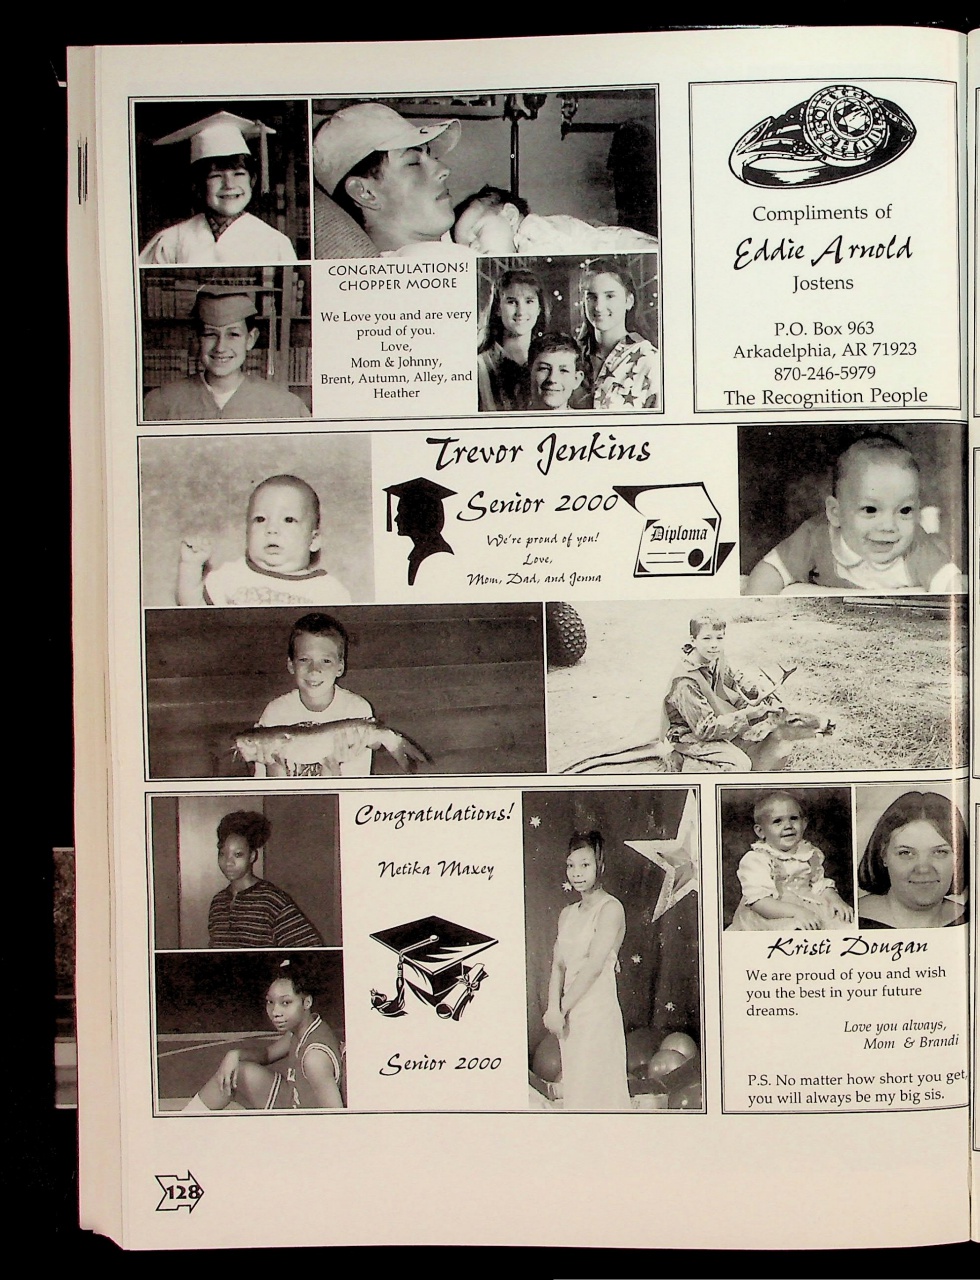 CONGRATULATIONS!
CHOPPER MOORE
We Love you and are very
proud of you.
Love,
Mom & Johnny,
Brent, Autumn, Alley, and
Heather
Compliments of
Eddie Arnold
Jostens
P.O. Box 963
Arkadelphia, AR 71923
870-246-5979
The Recognition People
Trevor Jenkins
Senior 2000
We're proud of you!
Love,
Mom, Dad, and Jenna
Diploma
Congratulations!
Netika Maxey
Senior 2000
Kristi Dougan
We are proud of you and wish
you the best in your future
dreams.
Love you always,
Mom & Brandi
P.S. No matter how short you get,
you will always be my big sis.
128